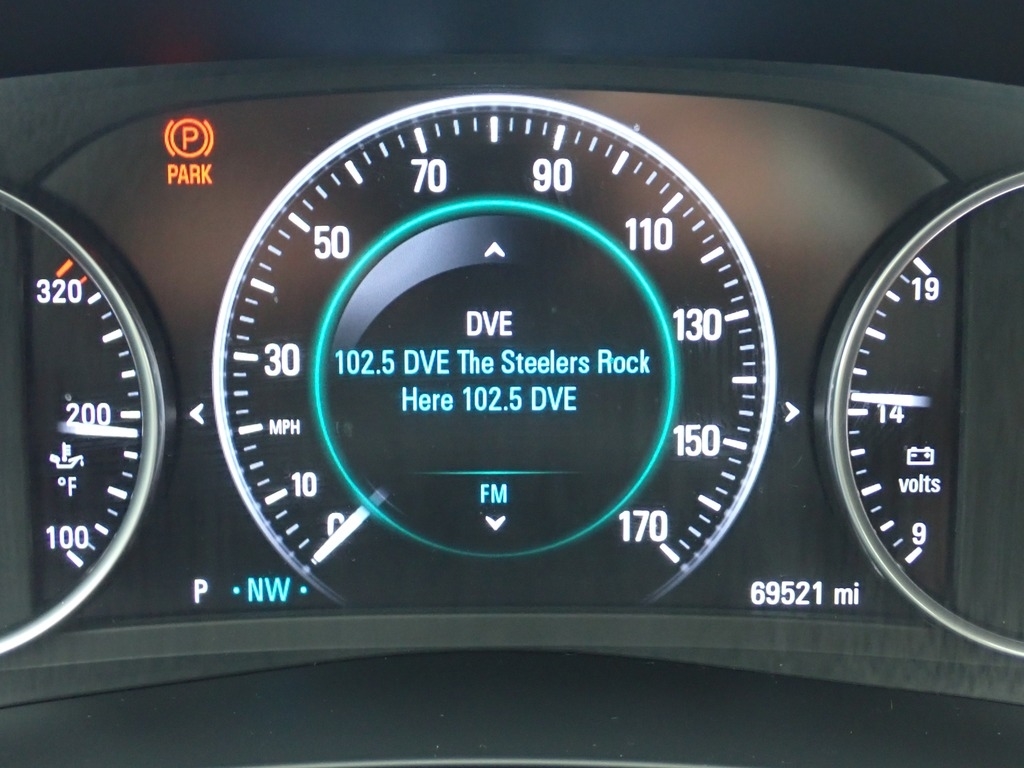 P
PARK
70
90
50
110
320
19
DVE
130
30
102.5 DVE The Steelers Rock
Here 102.5 DVE
200
14
MPH
150
°F
volts
10
FM
100
0
170
9
P · NW ·
69521 mi